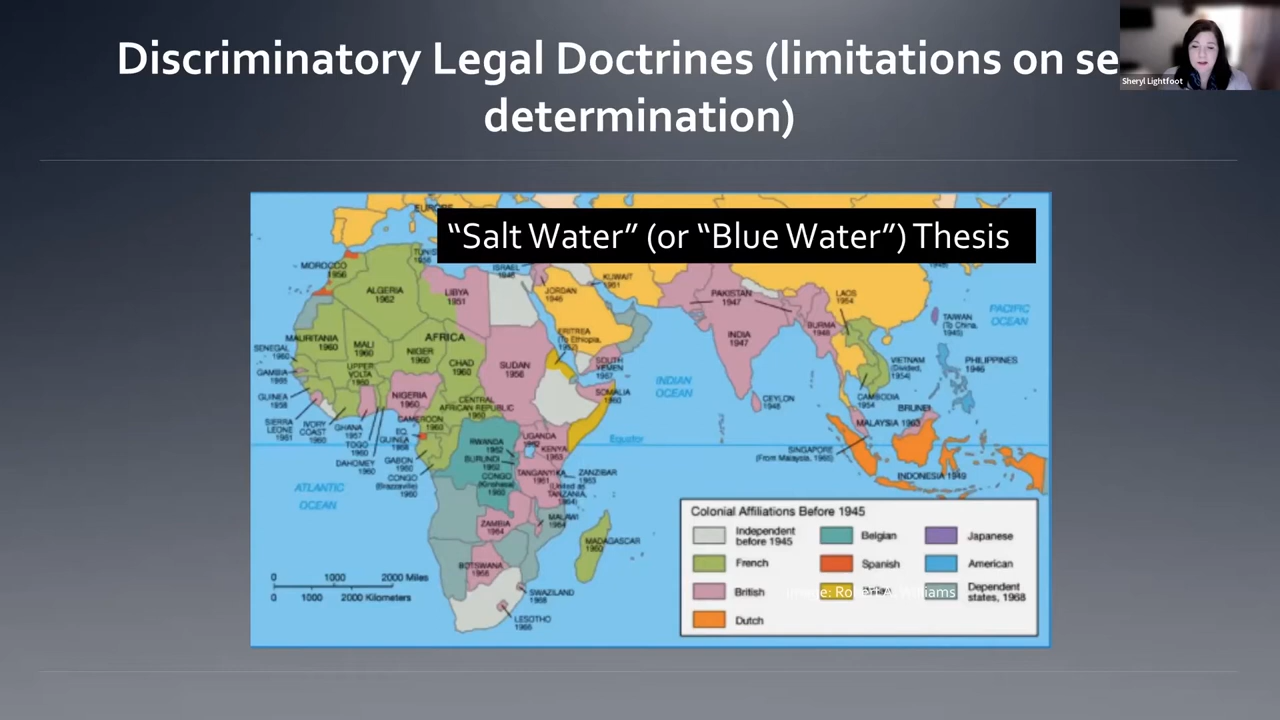 Discriminatory Legal Doctrines (limitations on se
determination)
Sheryl Lightfoot
“Salt Water” (or “Blue Water”) Thesis
EUROPE
MOROCCO
1956
TUNISIA
1956
ISRAEL
1948
JORDAN
1946
KUWAIT
1961
ALGERIA
1962
LIBYA
1951
PAKISTAN
1947
LAOS
1954
TAIWAN
(To China,
1945)
PACIFIC
OCEAN
MAURITANIA
1960
MALI
1960
NIGER
1960
AFRICA
CHAD
1960
SUDAN
1956
ERITREA
(To Ethiopia,
1952)
INDIA
1947
BURMA
1948
VIETNAM
(Divided,
1954)
PHILIPPINES
1946
SENEGAL
1960
GAMBIA
1965
GUINEA
1958
UPPER
VOLTA
1960
NIGERIA
1960
CENTRAL
AFRICAN REPUBLIC
1960
SOUTH
YEMEN
1967
SOMALIA
1960
INDIAN
OCEAN
CEYLON
1948
CAMBODIA
1954
BRUNEI
MALAYSIA 1963
SIERRA
LEONE
1961
IVORY
COAST
1960
GHANA
1957
TOGO
1960
DAHOMEY
1960
CAMEROON
1960
EQ.
GUINEA
1968
GABON
1960
CONGO
(Brazzaville)
1960
RWANDA
1962
BURUNDI
1962
CONGO
(Kinshasa)
1960
UGANDA
1962
KENYA
1963
TANGANYIKA
1961
(United as
TANZANIA,
1964)
ZANZIBAR
1963
Equator
SINGAPORE
(From Malaysia, 1965)
INDONESIA 1949
ATLANTIC
OCEAN
ZAMBIA
1964
MALAWI
1964
MADAGASCAR
1960
BOTSWANA
1966
SWAZILAND
1968
LESOTHO
1966
0 1000 2000 Miles
0 1000 2000 Kilometers
Colonial Affiliations Before 1945
Independent
before 1945
Belgian
Japanese
French
Spanish
American
British
Dependent
states, 1968
Dutch
Image: Robert A. Williams